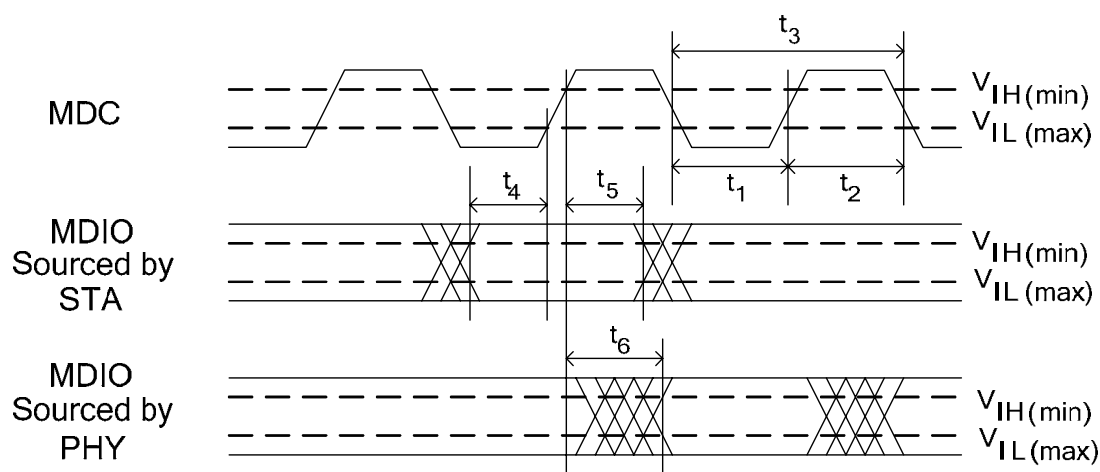 t3
MDC
VIH(min)
VIL(max)
t4
t5
t1
t2
MDIO
Sourced by
STA
VIH(min)
VIL(max)
t6
MDIO
Sourced by
PHY
VIH(min)
VIL(max)